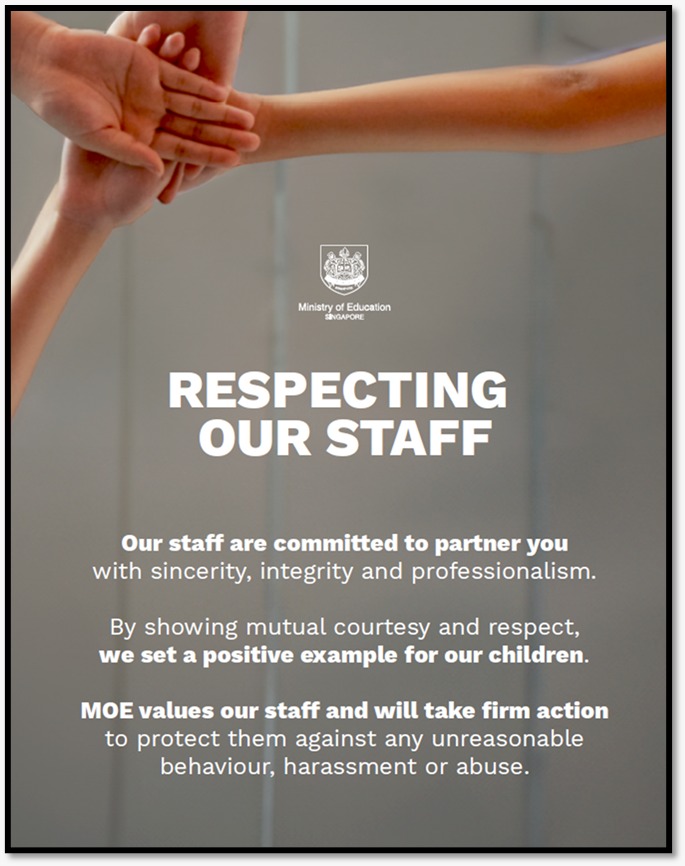 Ministry of Education
SINGAPORE
RESPECTING
OUR STAFF
Our staff are committed to partner you
with sincerity, integrity and professionalism.
By showing mutual courtesy and respect,
we set a positive example for our children.
MOE values our staff and will take firm action
to protect them against any unreasonable
behaviour, harassment or abuse.